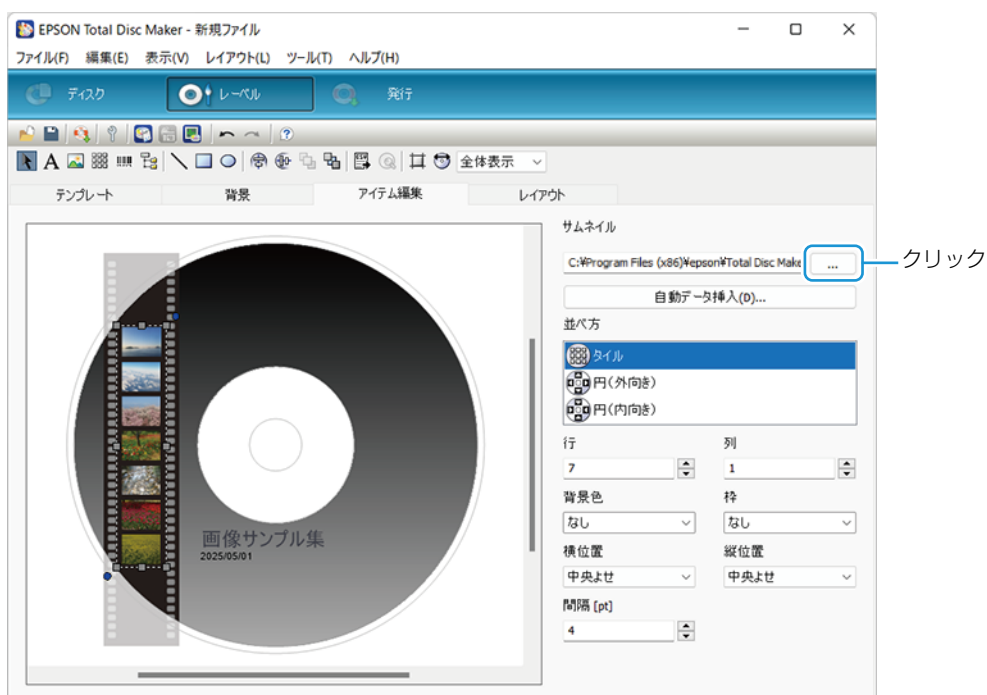 EPSON Total Disc Maker - 新規ファイル
ファイル(F) 編集(E) 表示(V) レイアウト(L) ツール(T) ヘルプ(H)
ディスク レーベル 発行
A 全体表示
テンプレート 背景 アイテム編集 レイアウト
サムネイル
C:¥Program Files (x86)¥epson¥Total Disc Make ... クリック
自動データ挿入(D)...
並べ方
タイル
円(外向き)
円(内向き)
行 列
7 1
背景色 枠
なし なし
画像サンプル集
2025/05/01
横位置 縦位置
中央よせ 中央よせ
間隔 [pt]
4